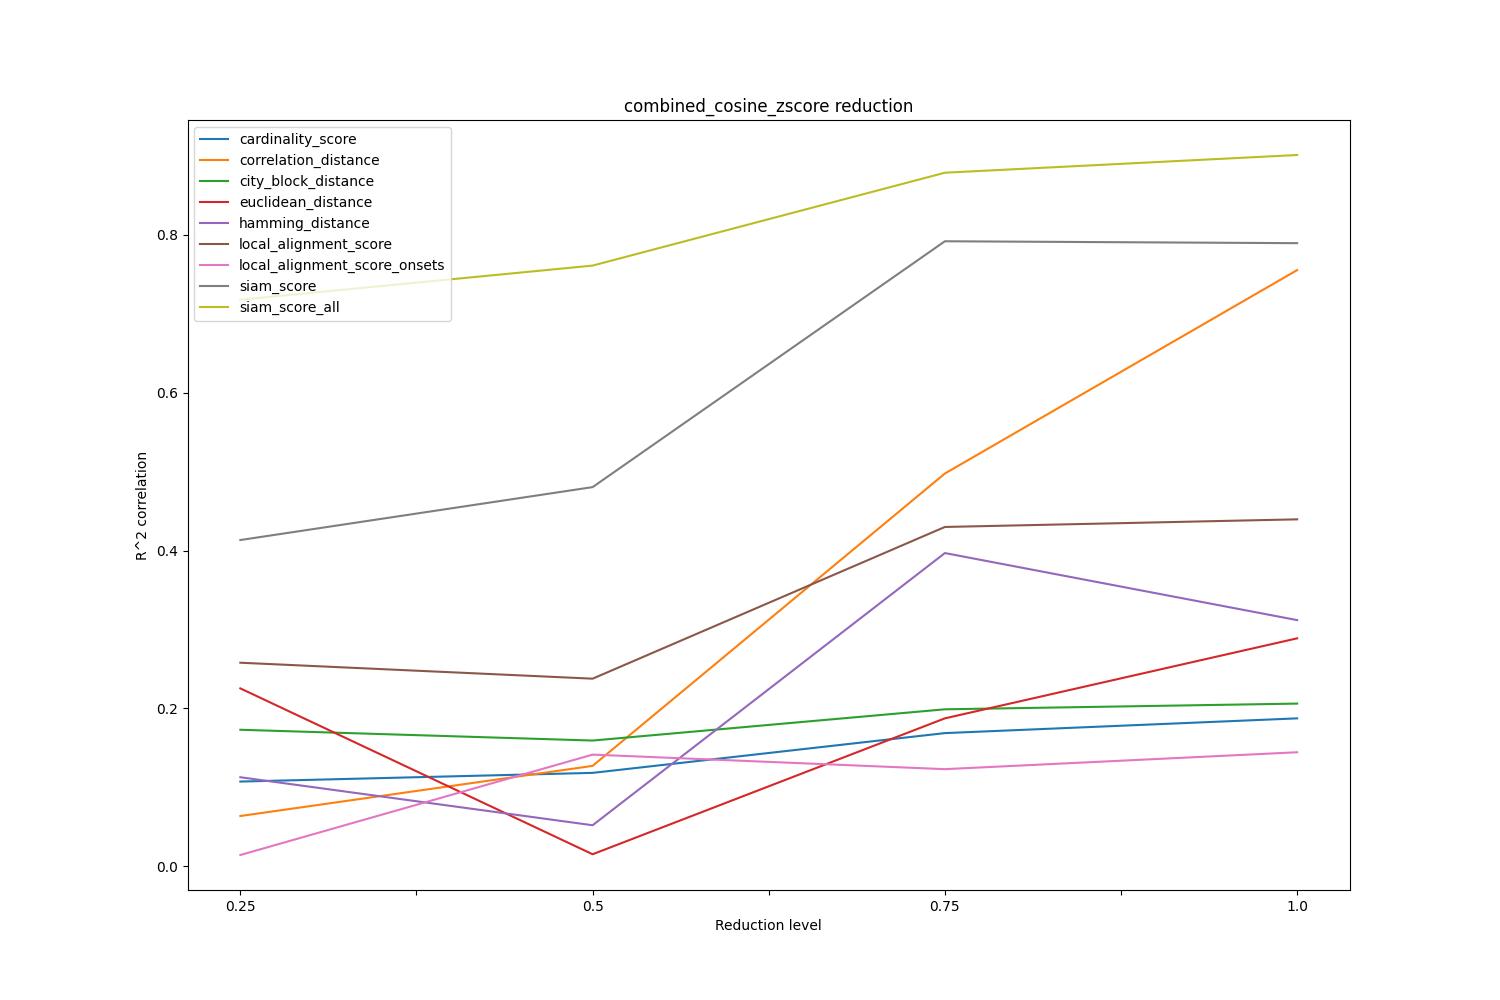 combined_cosine_zscore reduction
cardinality_score
correlation_distance
city_block_distance
euclidean_distance
hamming_distance
local_alignment_score
local_alignment_score_onsets
siam_score
siam_score_all
0.8
0.6
0.4
0.2
0.0
R^2 correlation
0.25 0.5 0.75 1.0
Reduction level